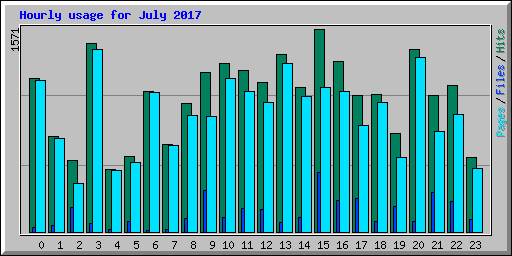 Hourly usage for July 2017
1571
Pages/Files/Hits
0 1 2 3 4 5 6 7 8 9 10 11 12 13 14 15 16 17 18 19 20 21 22 23